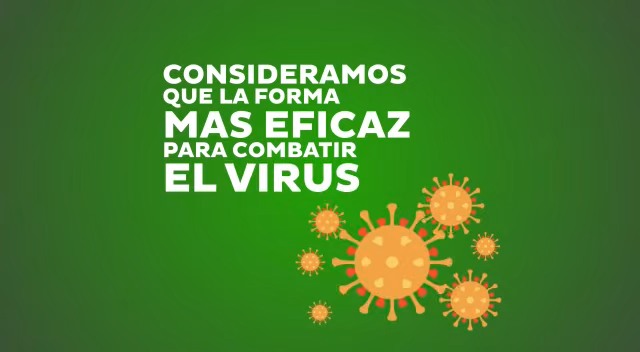 CONSIDERAMOS
QUE LA FORMA
MAS EFICAZ
PARA COMBATIR
EL VIRUS